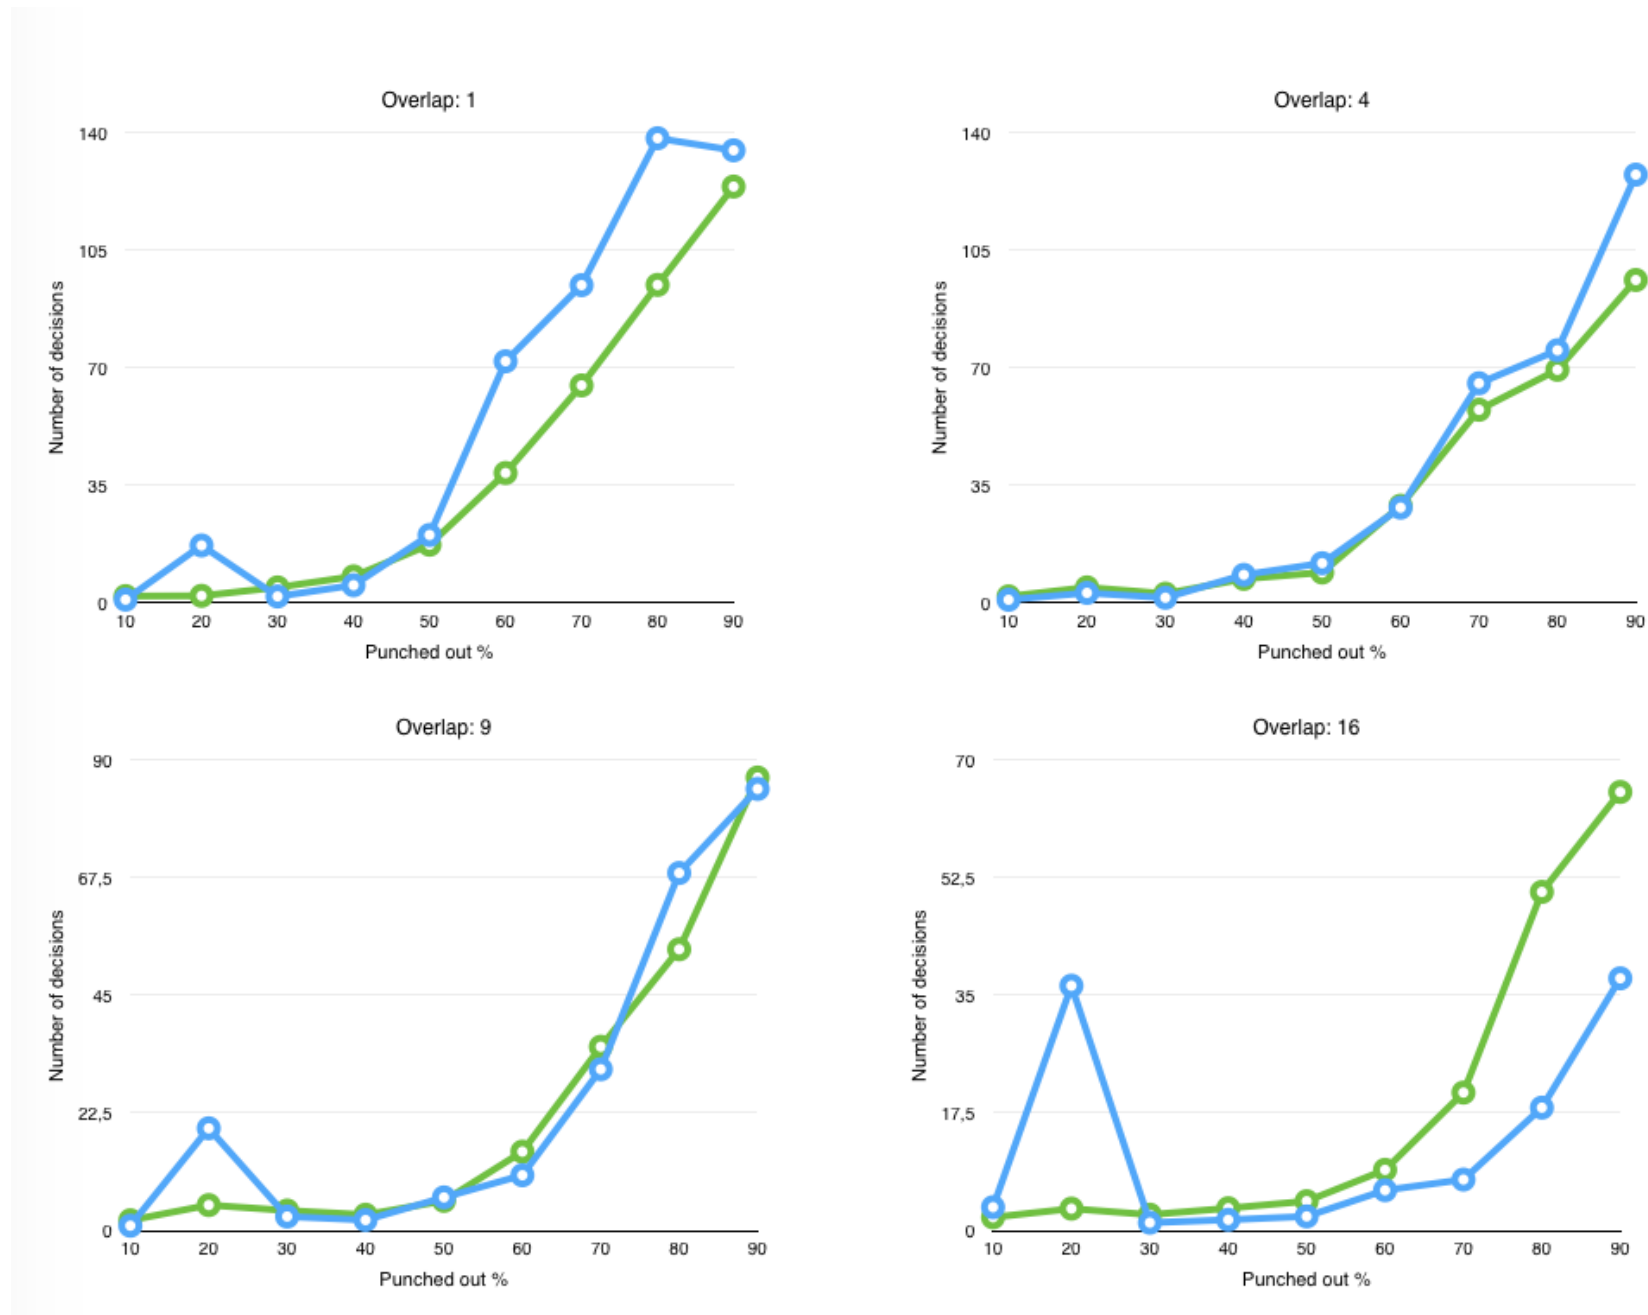 Overlap: 1
140
105
70
35
0
Number of decisions
10 20 30 40 50 60 70 80 90
Punched out %
Overlap: 4
140
105
70
35
0
Number of decisions
10 20 30 40 50 60 70 80 90
Punched out %
Overlap: 9
90
67,5
45
22,5
0
Number of decisions
10 20 30 40 50 60 70 80 90
Punched out %
Overlap: 16
70
52,5
35
17,5
0
Number of decisions
10 20 30 40 50 60 70 80 90
Punched out %